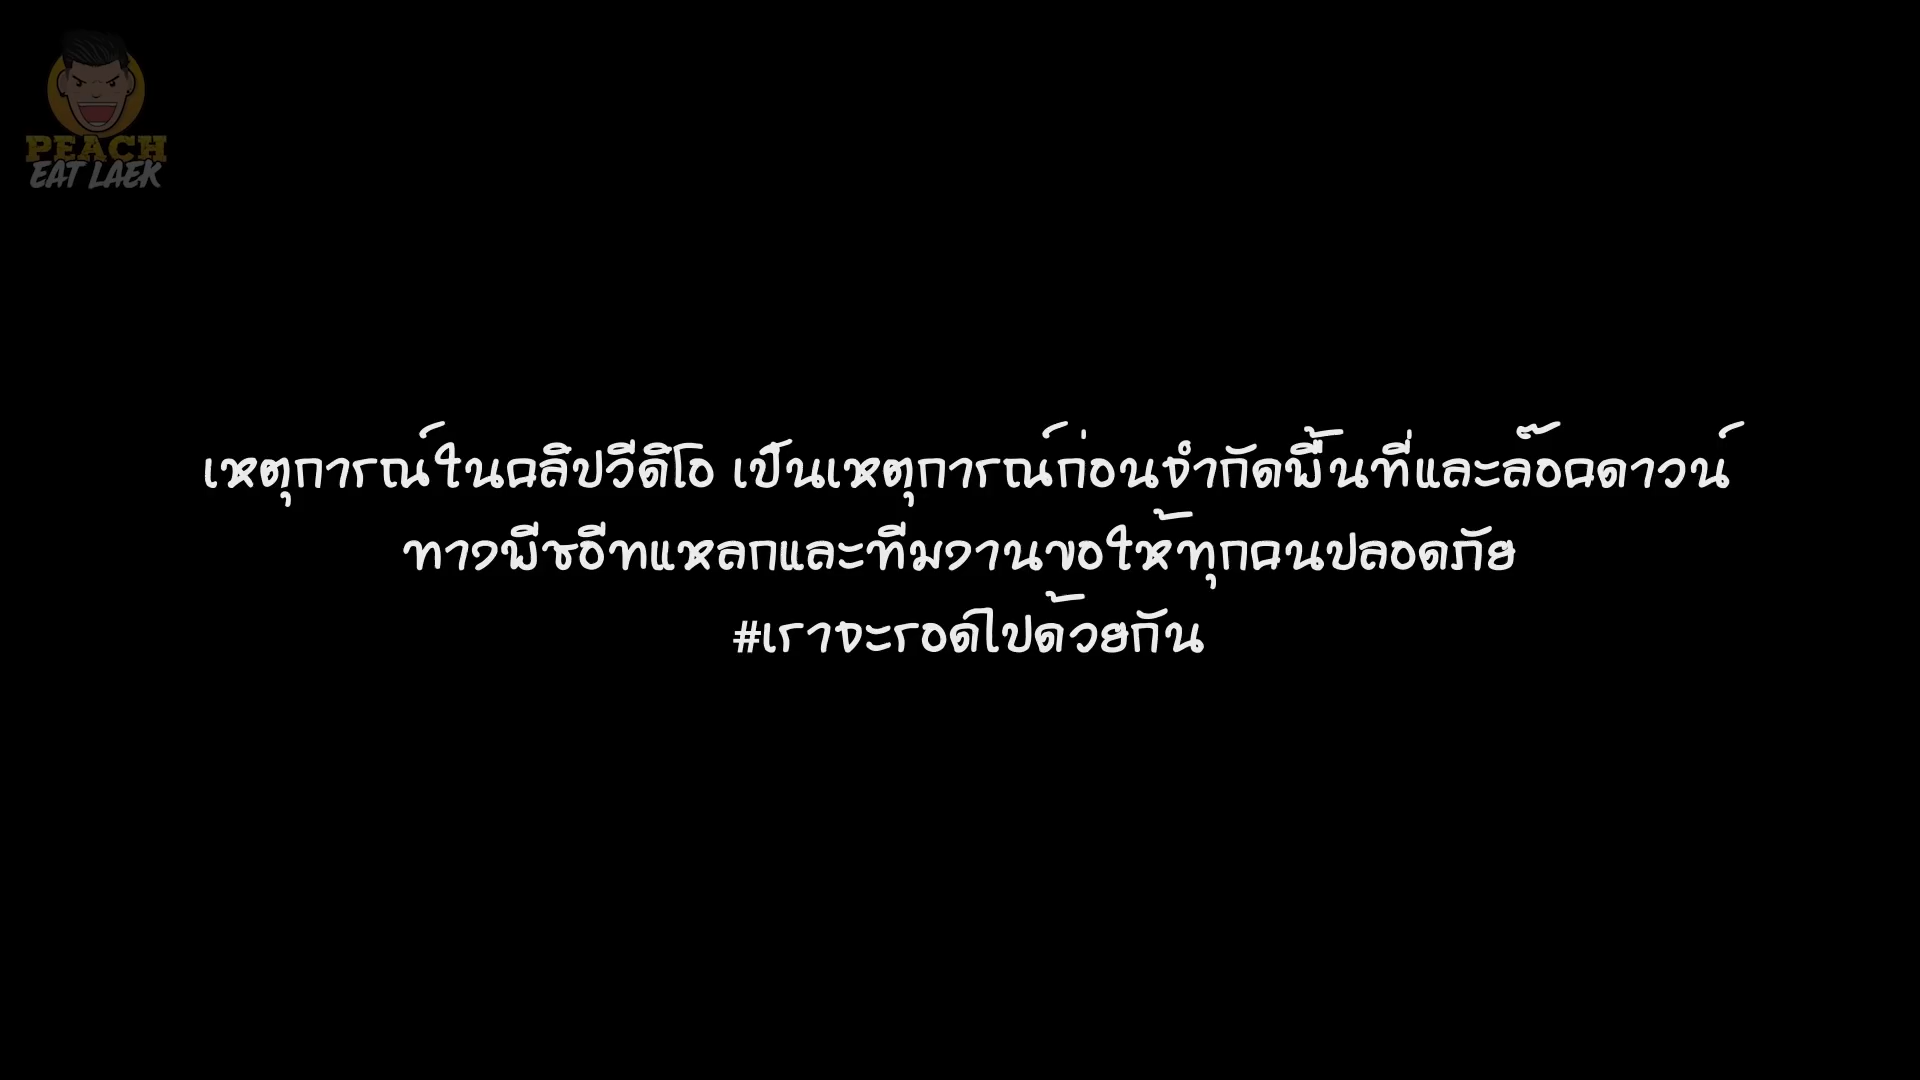 PEACH
EAT LAEK
เหตุการณ์ในคลิปวีดิโอ เป็นเหตุการณ์ก่อนจำกัดพื้นที่และล๊อคดาวน์
ทางพีชอีทแหลกและทีมงานขอให้ทุกคนปลอดภัย
#เราจะรอด์ไปด้วยกัน